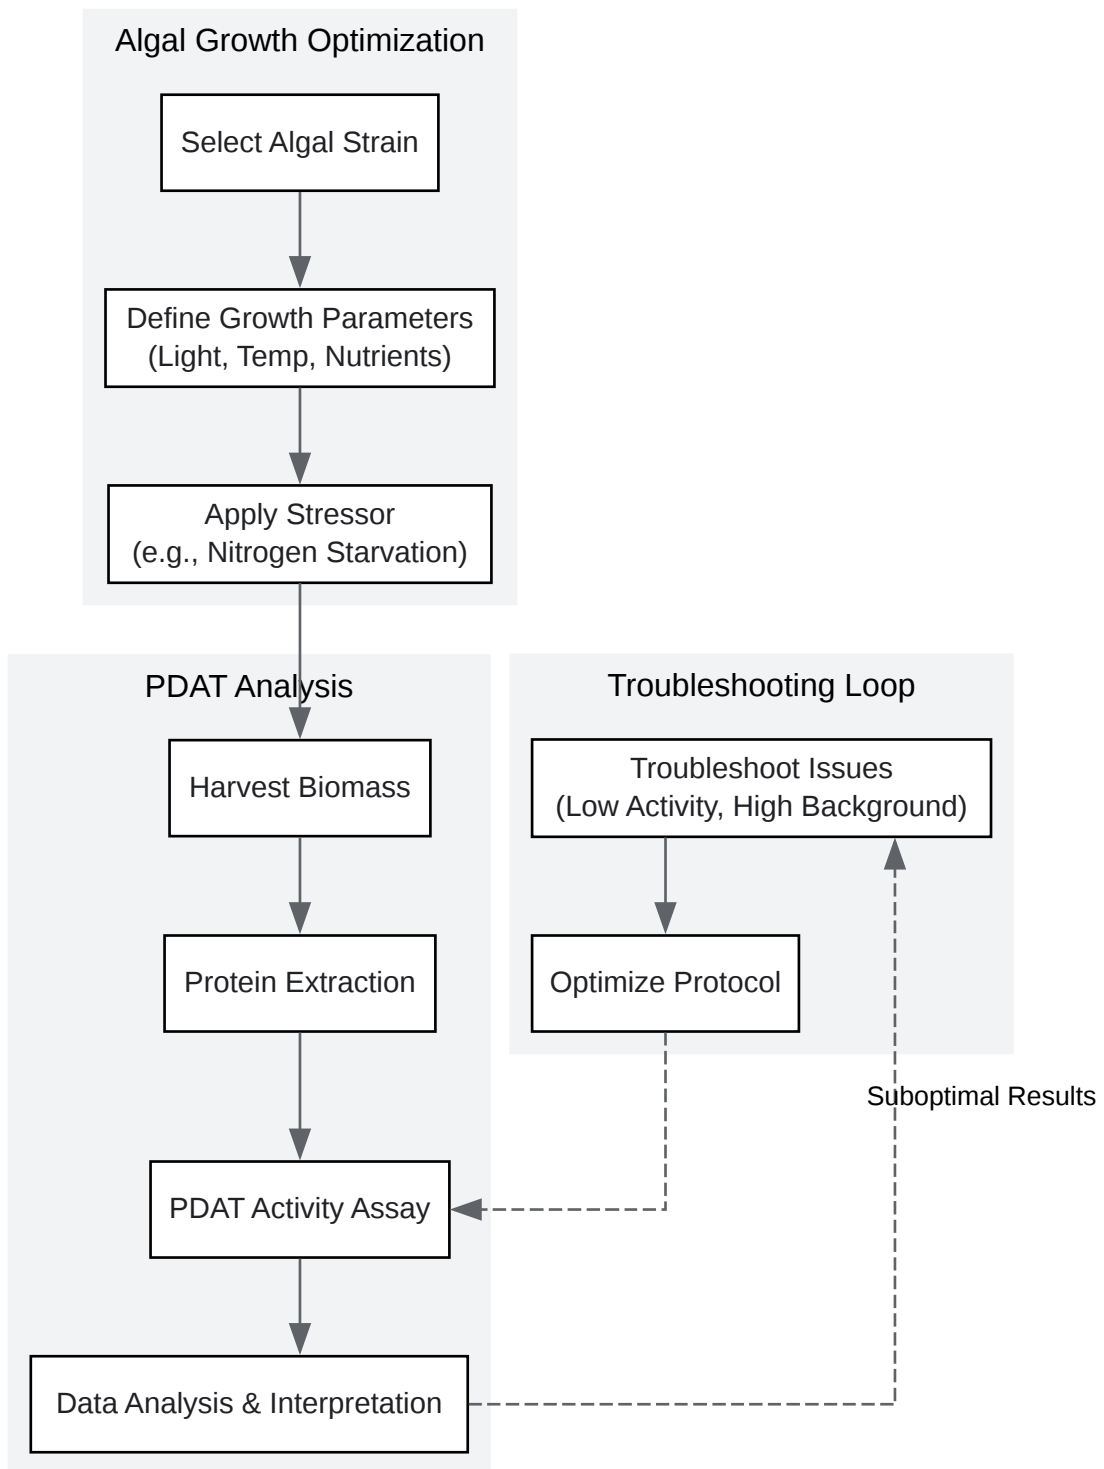 Algal Growth Optimization
Select Algal Strain
Define Growth Parameters
(Light, Temp, Nutrients)
Apply Stressor
(e.g., Nitrogen Starvation)
PDAT Analysis
Harvest Biomass
Protein Extraction
PDAT Activity Assay
Data Analysis & Interpretation
Troubleshooting Loop
Troubleshoot Issues
(Low Activity, High Background)
Optimize Protocol
Suboptimal Results